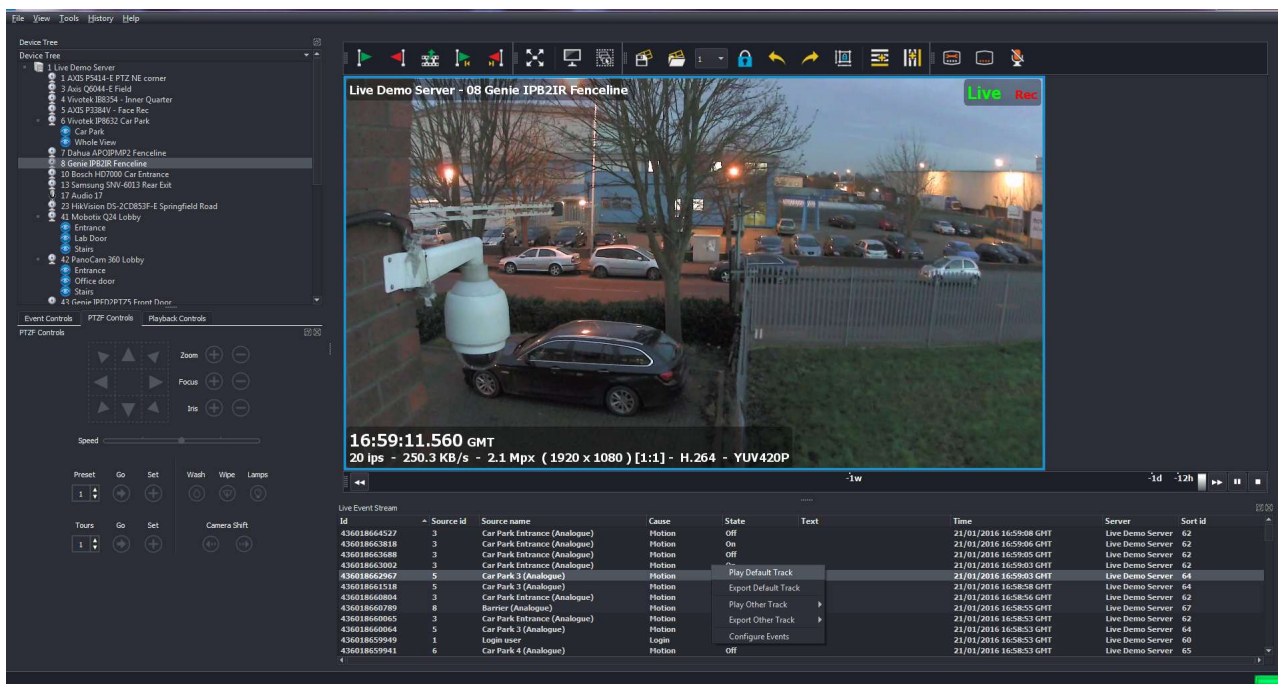 File View Tools History Help
Device Tree
Device Tree
1 Live Demo Server
1 AXIS P5414-E PTZ NE corner
3 Axis Q6044-E Field
4 Vivotek IB8354 - Inner Quarter
5 AXIS P3384V - Face Rec
6 Vivotek IP8632 Car Park
Car Park
Whole View
7 Dahua APOIPMP2 Fenceline
8 Genie IPB2IR Fenceline
10 Bosch HD7000 Car Entrance
13 Samsung SNV-6013 Rear Exit
17 Audio 17
23 HikVision DS-2CD853F-E Springfield Road
41 Mobotix Q24 Lobby
Entrance
Lab Door
Stairs
42 PanoCam 360 Lobby
Entrance
Office door
Stairs
43 Genie IPFD2PTZ5 Front Door
Event Controls PTZF Controls Playback Controls
PTZF Controls
Zoom
Focus
Iris
Speed
Preset Go Set Wash Wipe Lamps
1
Tours Go Set Camera Shift
1
1
Live Demo Server - 08 Genie IPB2IR Fenceline
Live Rec
16:59:11.560 GMT
20 ips - 250.3 KB/s - 2.1 Mpx ( 1920 x 1080 ) [1:1] - H.264 - YUV420P
-1w -1d -12h
Live Event Stream
Id Source id Source name Cause State Text Time Server Sort id
436018664527 3 Car Park Entrance (Analogue) Motion Off 21/01/2016 16:59:08 GMT Live Demo Server 62
436018663818 3 Car Park Entrance (Analogue) Motion On 21/01/2016 16:59:06 GMT Live Demo Server 62
436018663688 3 Car Park Entrance (Analogue) Motion Off 21/01/2016 16:59:05 GMT Live Demo Server 62
436018663002 3 Car Park Entrance (Analogue) Motion On 21/01/2016 16:59:03 GMT Live Demo Server 62
436018662967 5 Car Park 3 (Analogue) Motion 21/01/2016 16:59:03 GMT Live Demo Server 64
436018661518 5 Car Park 3 (Analogue) Motion 21/01/2016 16:58:58 GMT Live Demo Server 64
436018660804 3 Car Park Entrance (Analogue) Motion 21/01/2016 16:58:56 GMT Live Demo Server 62
436018660789 8 Barrier (Analogue) Motion 21/01/2016 16:58:55 GMT Live Demo Server 67
436018660065 3 Car Park Entrance (Analogue) Motion 21/01/2016 16:58:53 GMT Live Demo Server 62
436018660064 5 Car Park 3 (Analogue) Motion 21/01/2016 16:58:53 GMT Live Demo Server 64
436018659949 1 Login user Login 21/01/2016 16:58:53 GMT Live Demo Server 60
436018659941 6 Car Park 4 (Analogue) Motion Off 21/01/2016 16:58:53 GMT Live Demo Server 65
Play Default Track
Export Default Track
Play Other Track
Export Other Track
Configure Events